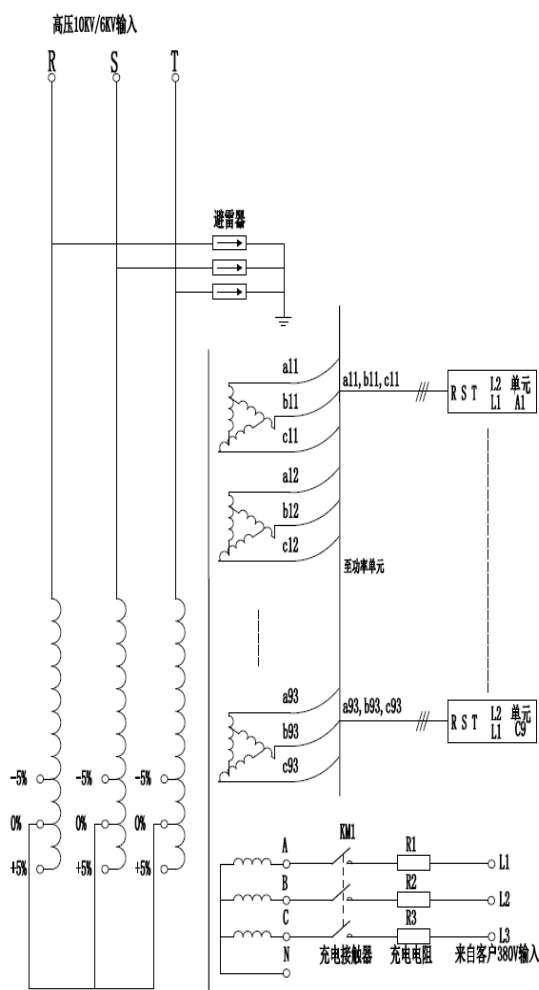 高压10KV/6KV输入
R S T
避雷器
a11
b11
c11
a11,b11,c11
R S T L2 单元
L1 A1
a12
b12
c12
至功率单元
a93
b93
c93
a93,b93,c93
R S T L2 单元
L1 C9
-5% -5% -5%
0% 0% 0%
+5% +5% +5%
KM1
A R1 L1
B R2 L2
C R3 L3
N
充电接触器 充电电阻 来自客户380V输入